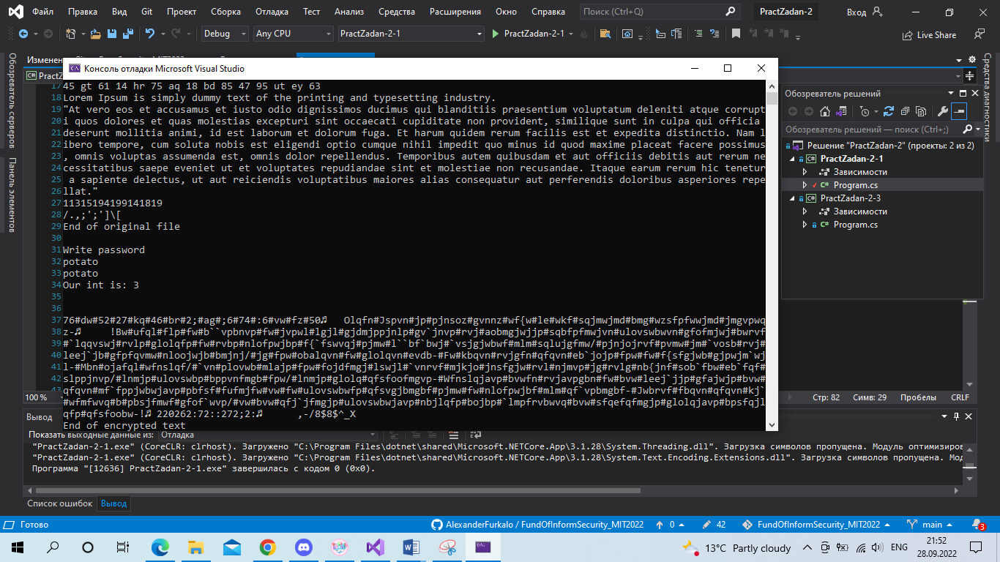 Файл Правка Вид Git Проект Сборка Отладка Тест Анализ Средства Расширения Окно Справка Поиск (Ctrl+Q) PractZadan-2 Вход
Debug Any CPU PractZadan-2-1 PractZadan-2-1 Live Share
Обозреватель серверов
Панель элементов
Средства диагностики
Консоль отладки Microsoft Visual Studio
17 45 gt 61 14 hr 75 aq 18 bd 85 47 95 ut ey 63
18 Lorem Ipsum is simply dummy text of the printing and typesetting industry.
19 "At vero eos et accusamus et iusto odio dignissimos ducimus qui blanditiis praesentium voluptatum deleniti atque corrupt
20 i quos dolores et quas molestias excepturi sint occaecati cupiditate non provident, similique sunt in culpa qui officia
21 deserunt mollitia animi, id est laborum et dolorum fuga. Et harum quidem rerum facilis est et expedita distinctio. Nam l
22 ibero tempore, cum soluta nobis est eligendi optio cumque nihil impedit quo minus id quod maxime placeat facere possimus
23 , omnis voluptas assumenda est, omnis dolor repellendus. Temporibus autem quibusdam et aut officiis debitis aut rerum ne
24 cessitatibus saepe eveniet ut et voluptates repudiandae sint et molestiae non recusandae. Itaque earum rerum hic tenetur
25 a sapiente delectus, ut aut reiciendis voluptatibus maiores alias consequatur aut perferendis doloribus asperiores repe
26 llat."
27 11315194199141819
28 /.,;';']\[
29 End of original file
30
31 Write password
32 potato
33 potato
34 Our int is: 3
35
36
37 76#dw#52#27#kq#46#br#2;#ag#;6#74#:6#vw#fz#50♬ Olqfn#Jspvn#jp#pjnsoz#gvnnz#wf{w#le#wkf#sqjmwjmd#bmg#wzsfpfwwjmd#jmgvpwq
38 z-♬ !Bw#ufql#flp#fw#b``vpbnvp#fw#jvpwl#lgjl#gjdmjppjnlp#gv`jnvp#rvj#aobmgjwjjp#sqbfpfmwjvn#ulovswbwvn#gfofmjwj#bwrvf
39 #`lqqvswj#rvlp#glolqfp#fw#rvbp#nlofpwjbp#f{`fswvqj#pjmw#l``bf`bwj#`vsjgjwbwf#mlm#sqlujgfmw/#pjnjojrvf#pvmw#jm#`vosb#rvj#
40 leej`jb#gfpfqvmw#nloojwjb#bmjnj/#jg#fpw#obalqvn#fw#glolqvn#evdb-#Fw#kbqvn#rvjgfn#qfqvn#eb`jojp#fpw#fw#f{sfgjwb#gjpwjm`wj
41 l-#Mbn#ojafql#wfnslqf/#`vn#plovwb#mlajp#fpw#fojdfmgj#lswjl#`vnrvf#mjkjo#jnsfgjw#rvl#njmvp#jg#rvlg#nb{jnf#sob`fbw#eb`fqf#
42 slppjnvp/#lnmjp#ulovswbp#bppvnfmgb#fpw/#lnmjp#glolq#qfsfoofmgvp-#Wfnslqjavp#bvwfn#rvjavpgbn#fw#bvw#leej`jjp#gfajwjp#bvw#
43 qfqvn#mf`fppjwbwjavp#pbfsf#fufmjfw#vw#fw#ulovswbwfp#qfsvgjbmgbf#pjmw#fw#nlofpwjbf#mlm#qf`vpbmgbf-#Jwbrvf#fbqvn#qfqvn#kj`
#wfmfwvq#b#pbsjfmwf#gfof`wvp/#vw#bvw#qfj`jfmgjp#ulovswbwjavp#nbjlqfp#bojbp#`lmpfrvbwvq#bvw#sfqefqfmgjp#glolqjavp#bpsfqjl
qfp#qfsfoobw-!♬ 220262:72::272;2:♬ ,-/8$8$^_X
End of encrypted text
Обозреватель решений
Обозреватель решений — поиск (Ctrl+;)
Решение "PractZadan-2" (проекты: 2 из 2)
PractZadan-2-1
Зависимости
Program.cs
PractZadan-2-3
Зависимости
Program.cs
100 % Стр: 82 Симв: 29 Пробелы CRLF
Вывод
Показать выходные данные из: Отладка
"PractZadan-2-1.exe" (CoreCLR: clrhost). Загружено "C:\Program Files\dotnet\shared\Microsoft.NETCore.App\3.1.28\System.Threading.dll". Загрузка символов пропущена. Модуль оптимизиров
"PractZadan-2-1.exe" (CoreCLR: clrhost). Загружено "C:\Program Files\dotnet\shared\Microsoft.NETCore.App\3.1.28\System.Text.Encoding.Extensions.dll". Загрузка символов пропущена. Мод
Программа "[12636] PractZadan-2-1.exe" завершилась с кодом 0 (0x0).
Список ошибок Вывод
Готово AlexanderFurkalo / FundOfInformSecurity_MIT2022 0 42 FundOfInformSecurity_MIT2022 main 3
13°C Partly cloudy ENG 21:52
28.09.2022